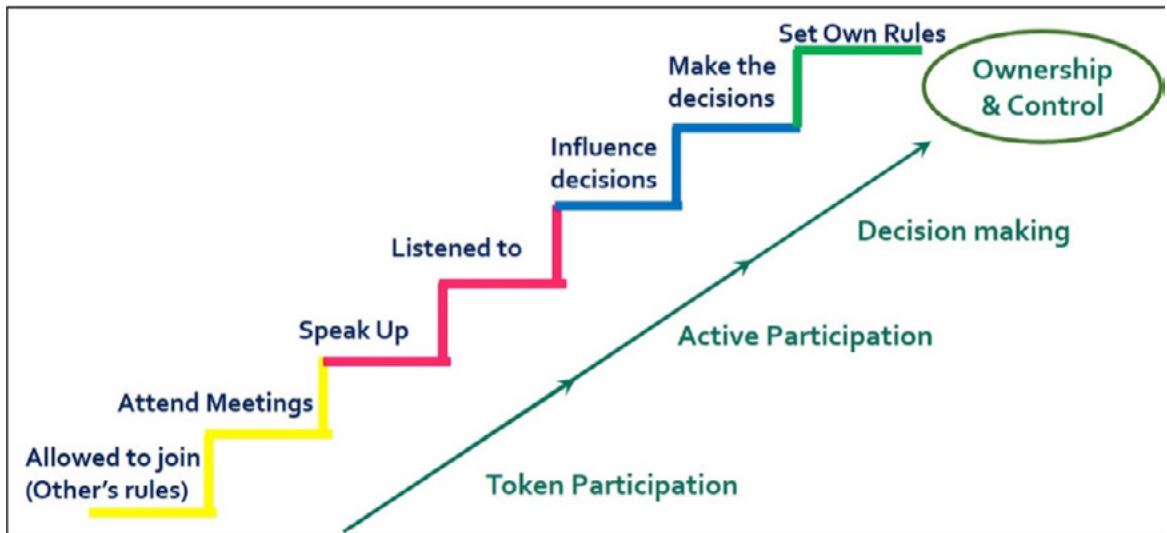 Set Own Rules
Ownership
& Control
Make the
decisions
Influence
decisions
Decision making
Listened to
Speak Up
Active Participation
Attend Meetings
Allowed to join
(Other's rules)
Token Participation